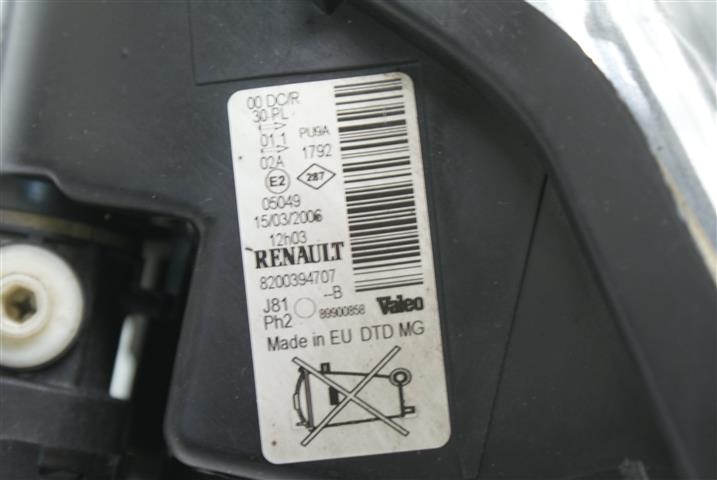 00 DC/R
30 PL
01 1 PU9A
02A 1792
E2 287
05049
15/03/2006
12h03
RENAULT
8200394707
J81 --B
Ph2 89900858 Valeo
Made in EU DTD MG